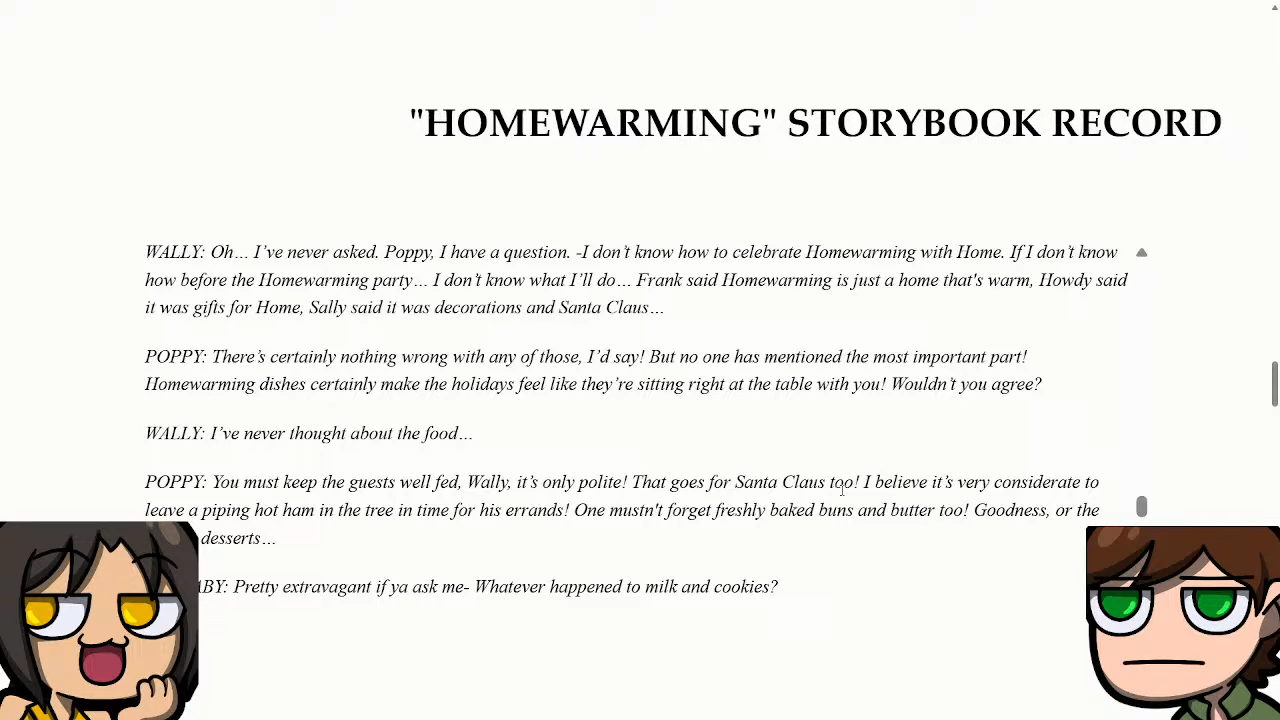 "HOMEWARMING" STORYBOOK RECORD
WALLY: Oh… I’ve never asked. Poppy, I have a question. -I don’t know how to celebrate Homewarming with Home. If I don’t know
how before the Homewarming party… I don’t know what I’ll do… Frank said Homewarming is just a home that's warm, Howdy said
it was gifts for Home, Sally said it was decorations and Santa Claus…
POPPY: There’s certainly nothing wrong with any of those, I’d say! But no one has mentioned the most important part!
Homewarming dishes certainly make the holidays feel like they’re sitting right at the table with you! Wouldn’t you agree?
WALLY: I’ve never thought about the food…
POPPY: You must keep the guests well fed, Wally, it’s only polite! That goes for Santa Claus too! I believe it’s very considerate to
leave a piping hot ham in the tree in time for his errands! One mustn't forget freshly baked buns and butter too! Goodness, or the
desserts…
ABY: Pretty extravagant if ya ask me- Whatever happened to milk and cookies?